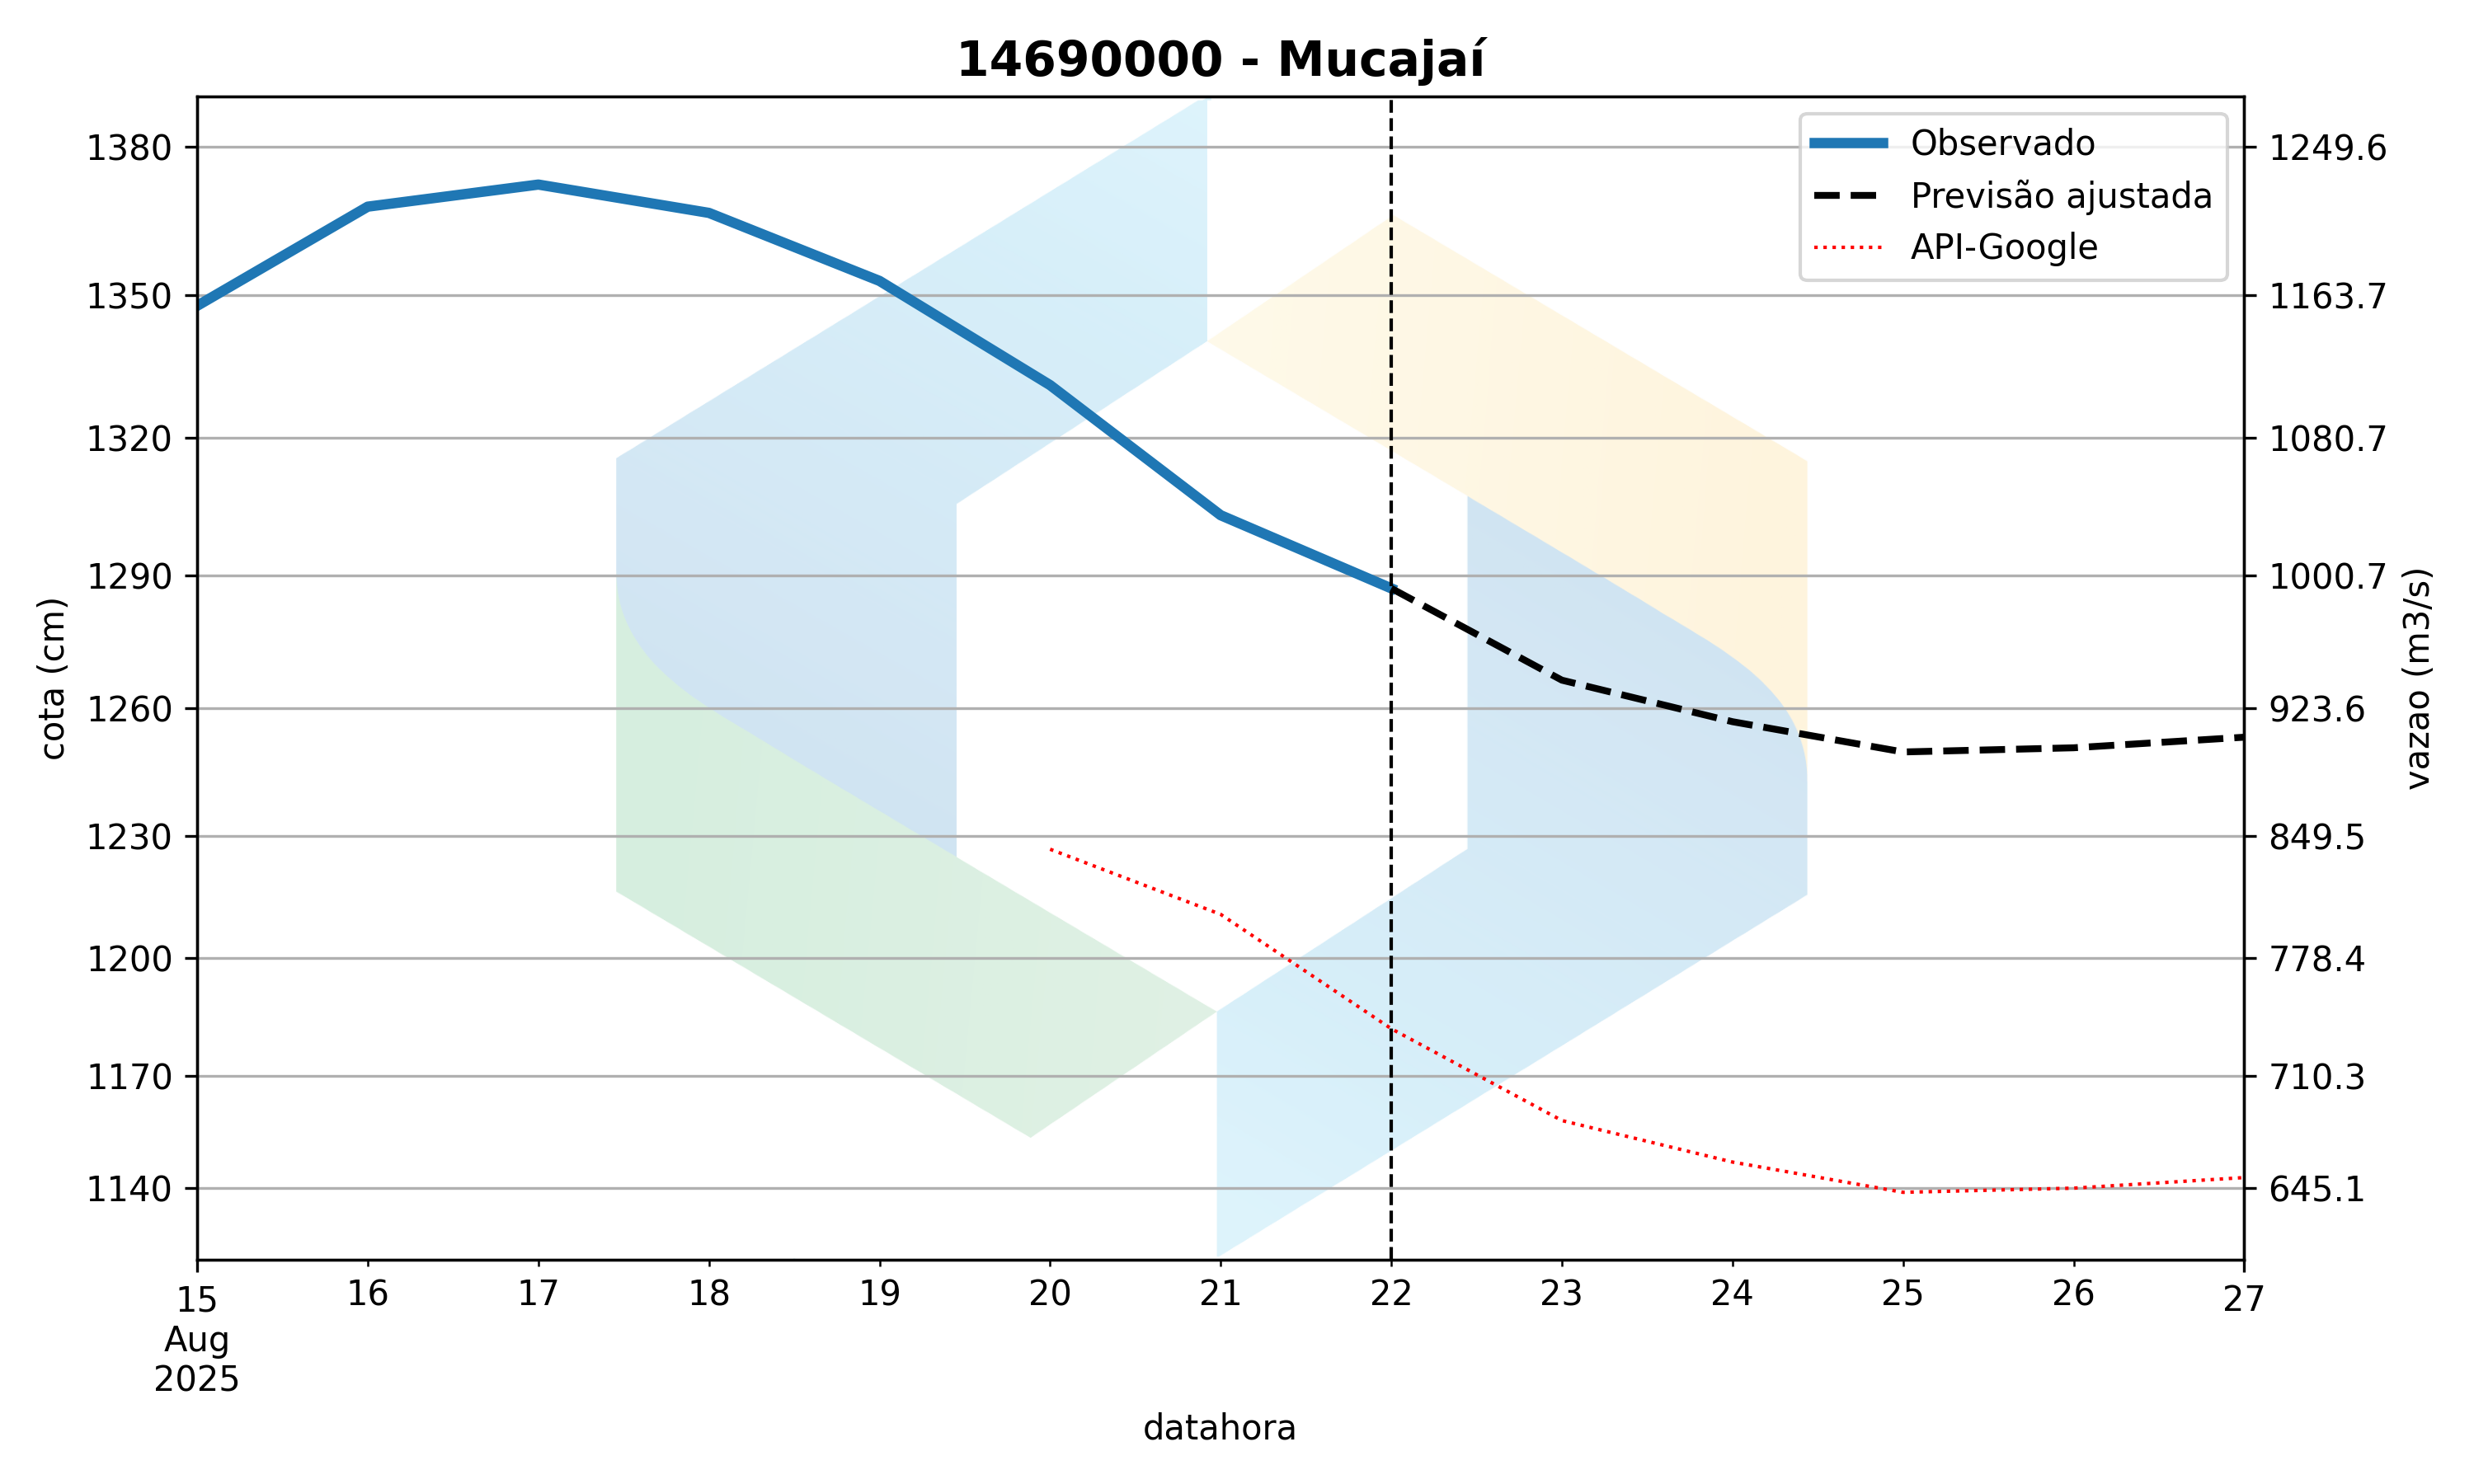 14690000 - Mucajaí
Observado
Previsão ajustada
API-Google
cota (cm)
1380
1350
1320
1290
1260
1230
1200
1170
1140
1249.6
1163.7
1080.7
1000.7
923.6
849.5
778.4
710.3
645.1
vazao (m3/s)
15 16 17 18 19 20 21 22 23 24 25 26 27
Aug
2025
datahora